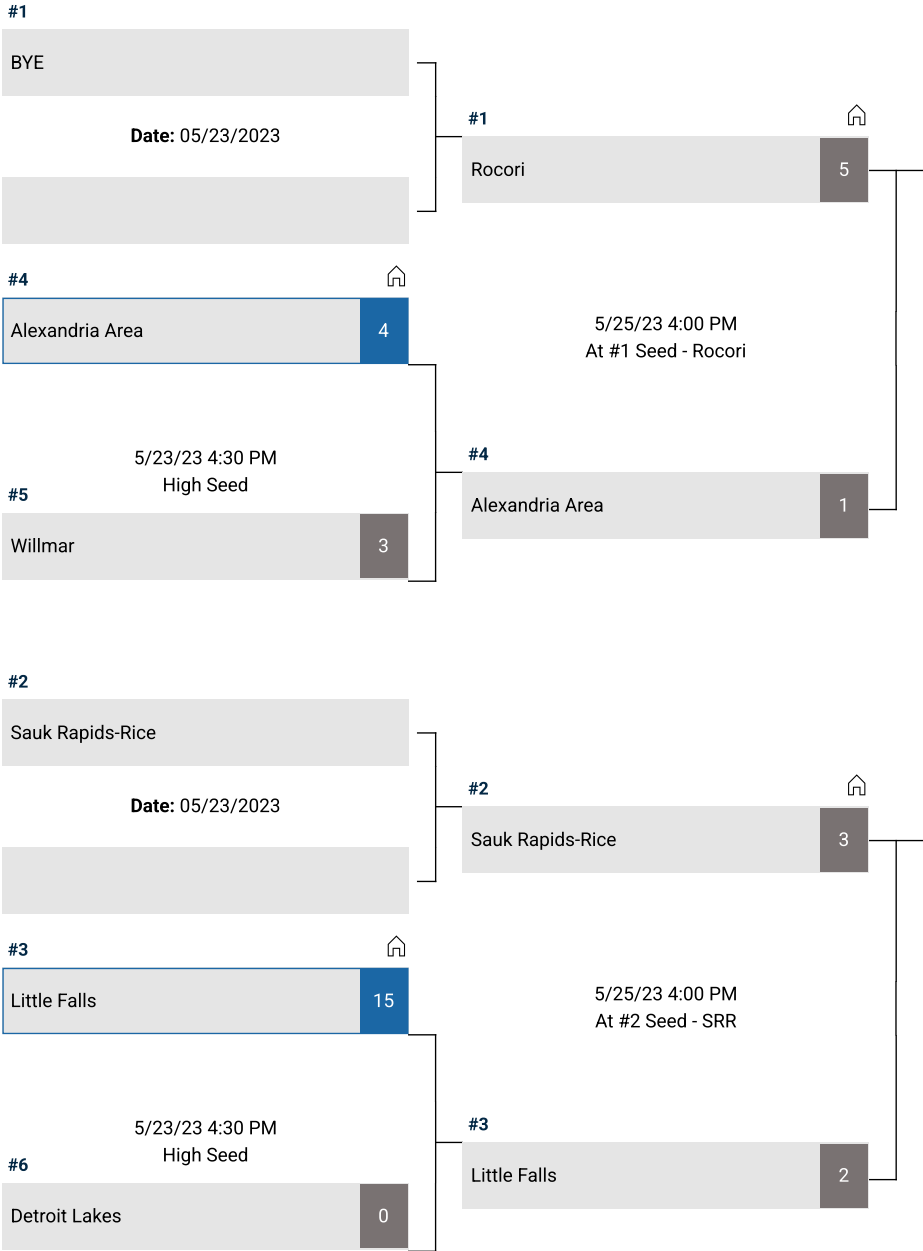 #1
BYE
Date: 05/23/2023
#4
Alexandria Area
4
5/23/23 4:30 PM
High Seed
#5
Willmar
3
#1
Rocori
5
5/25/23 4:00 PM
At #1 Seed - Rocori
#4
Alexandria Area
1
#2
Sauk Rapids-Rice
Date: 05/23/2023
#3
Little Falls
15
5/23/23 4:30 PM
High Seed
#6
Detroit Lakes
0
#2
Sauk Rapids-Rice
3
5/25/23 4:00 PM
At #2 Seed - SRR
#3
Little Falls
2